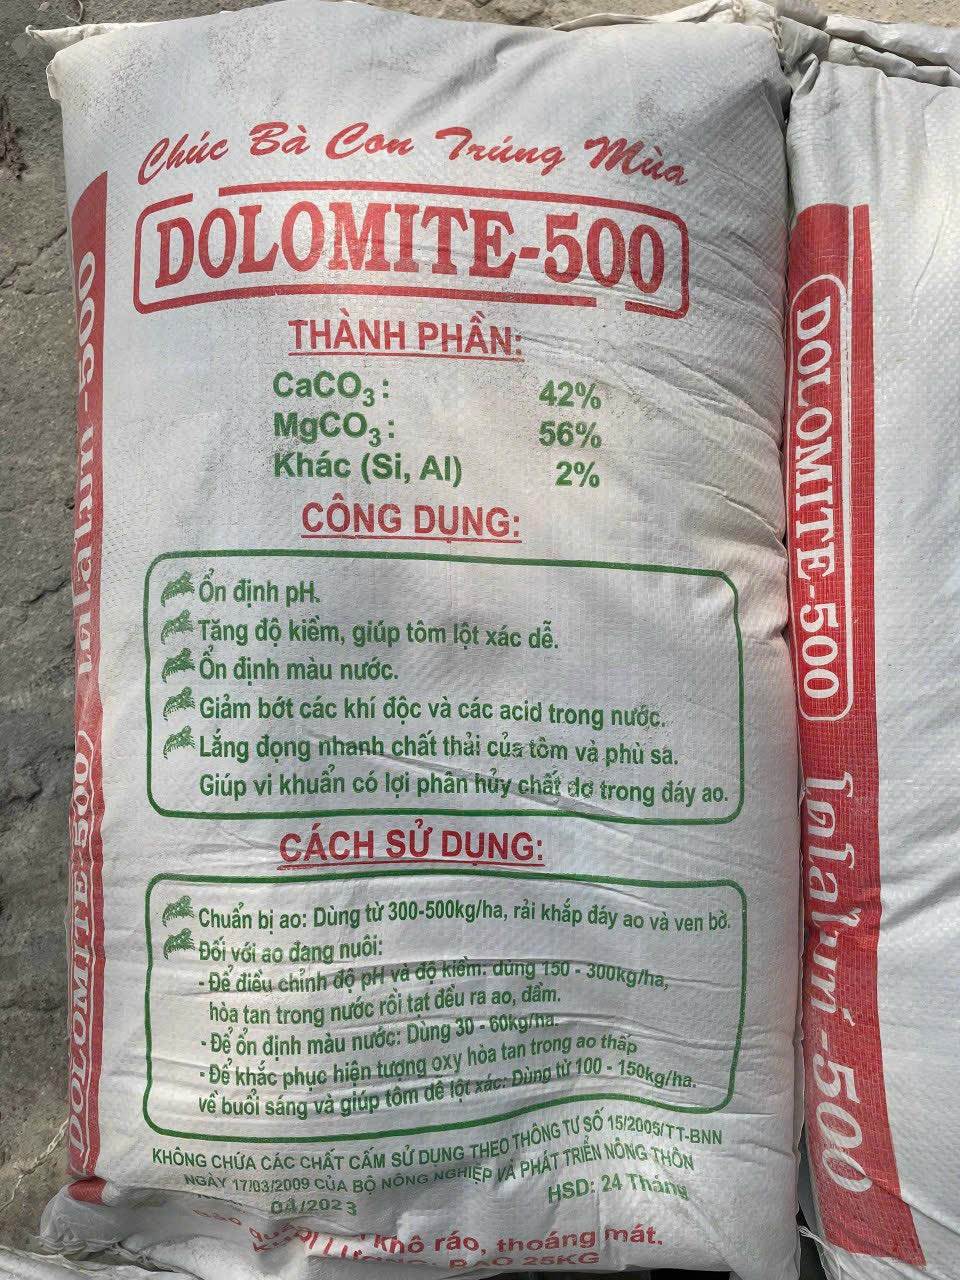 Chúc Bà Con Trúng Mùa
DOLOMITE-500
THÀNH PHẦN:
CaCO₃: 42%
MgCO₃: 56%
Khác (Si, Al) 2%
CÔNG DỤNG:
Ổn định pH.
Tăng độ kiềm, giúp tôm lột xác dễ.
Ổn định màu nước.
Giảm bớt các khí độc và các acid trong nước.
Lắng đọng nhanh chất thải của tôm và phù sa.
Giúp vi khuẩn có lợi phân hủy chất dơ trong đáy ao.
CÁCH SỬ DỤNG:
Chuẩn bị ao: Dùng từ 300-500kg/ha, rải khắp đáy ao và ven bờ.
Đối với ao đang nuôi:
- Để điều chỉnh độ pH và độ kiềm: dùng 150 - 300kg/ha,
hòa tan trong nước rồi tạt đều ra ao, đầm.
- Để ổn định màu nước: Dùng 30 - 60kg/ha.
- Để khắc phục hiện tượng oxy hòa tan trong ao thấp
về buổi sáng và giúp tôm dễ lột xác: Dùng từ 100 - 150kg/ha.
KHÔNG CHỨA CÁC CHẤT CẤM SỬ DỤNG THEO THÔNG TƯ SỐ 15/2005/TT-BNN
NGÀY 17/03/2009 CỦA BỘ NÔNG NGHIỆP VÀ PHÁT TRIỂN NÔNG THÔN
04/2023 HSD: 24 Tháng
khô ráo, thoáng mát.
BAO 25KG
DOLOMITE-500
DOLOMITE-500